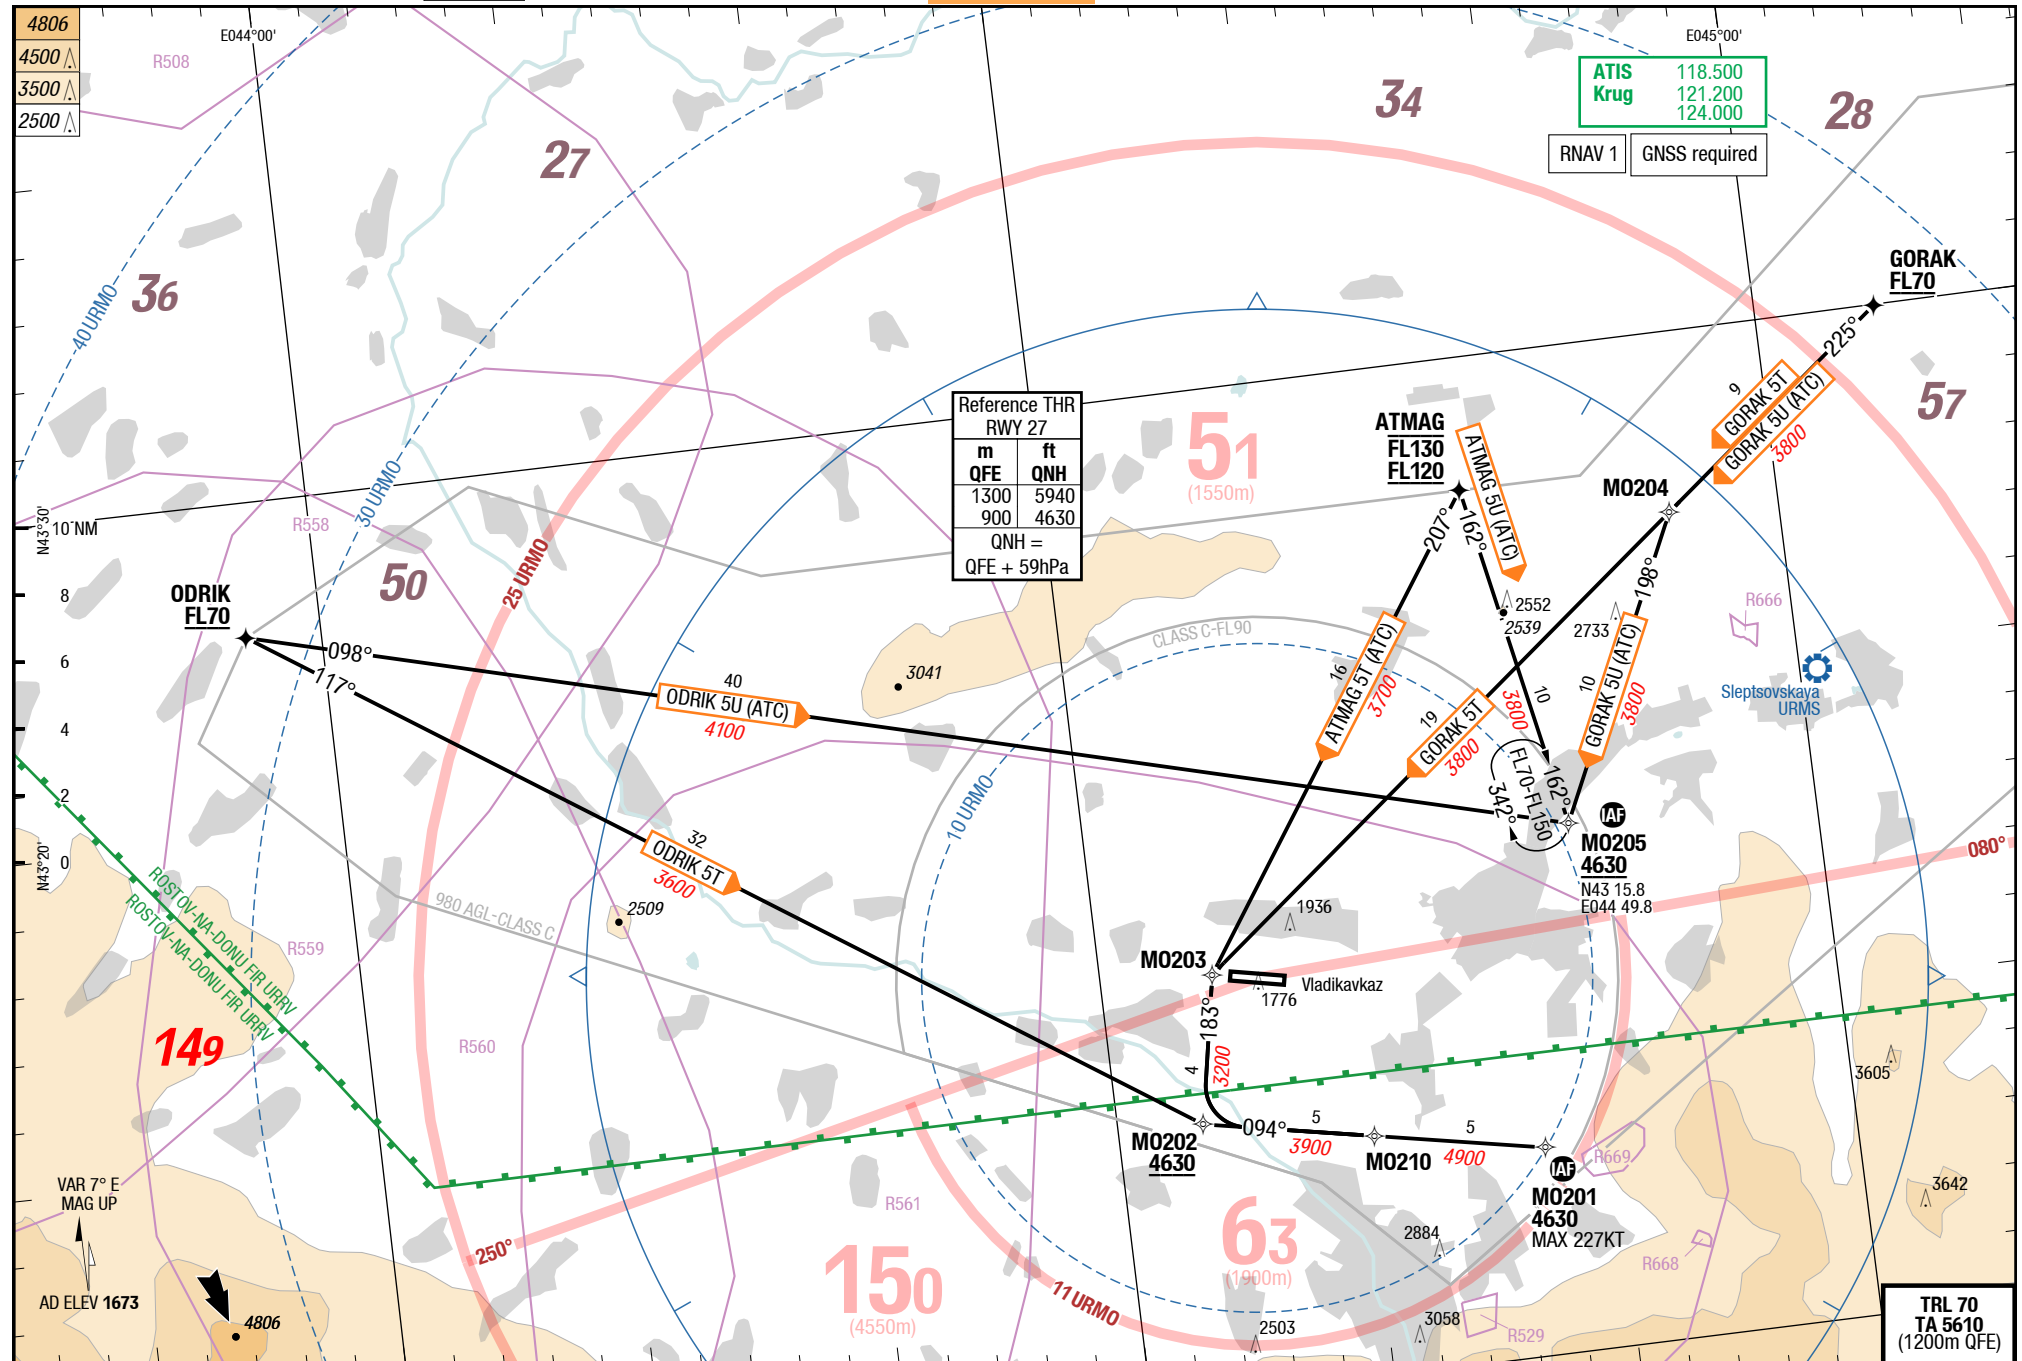 4806
4500
3500
2500
E044°00'
E045°00'
R508
ATIS 118.500
Krug 121.200
124.000
RNAV 1
GNSS required
34
28
27
36
57
50
51
(1550m)
40 URMO
30 URMO
25 URMO
GORAK
FL70
225°
9
GORAK 5T
GORAK 5U (ATC)
3800
Reference THR
RWY 27
m ft
QFE QNH
1300 5940
900 4630
QNH =
QFE + 59hPa
ATMAG
FL130
FL120
ATMAG 5U (ATC)
207°
162°
MO204
198°
N43°30'
10 NM
8
6
4
2
0
N43°20'
R558
ODRIK
FL70
098°
117°
40
ODRIK 5U (ATC)
4100
32
ODRIK 5T
3600
3041
CLASS C-FL90
2552
2539
2733
R666
Sleptsovskaya
URMS
16
ATMAG 5T (ATC)
3700
19
GORAK 5T
3800
10
3800
10
GORAK 5U (ATC)
3800
FL70-FL150
162°
342°
10 URMO
IAF
MO205
4630
N43 15.8
E044 49.8
080°
ROSTOV-NA-DONU FIR URRV
ROSTOV-NA-DONU FIR URRV
980 AGL-CLASS C
2509
R559
1936
MO203
Vladikavkaz
1776
183°
4
3200
149
R560
3605
MO202
4630
094°
5
3900
MO210
5
4900
IAF
MO201
4630
MAX 227KT
R669
3642
VAR 7° E
MAG UP
R561
250°
63
(1900m)
2884
R668
150
(4550m)
11 URMO
AD ELEV 1673
4806
2503
3058
R529
TRL 70
TA 5610
(1200m QFE)